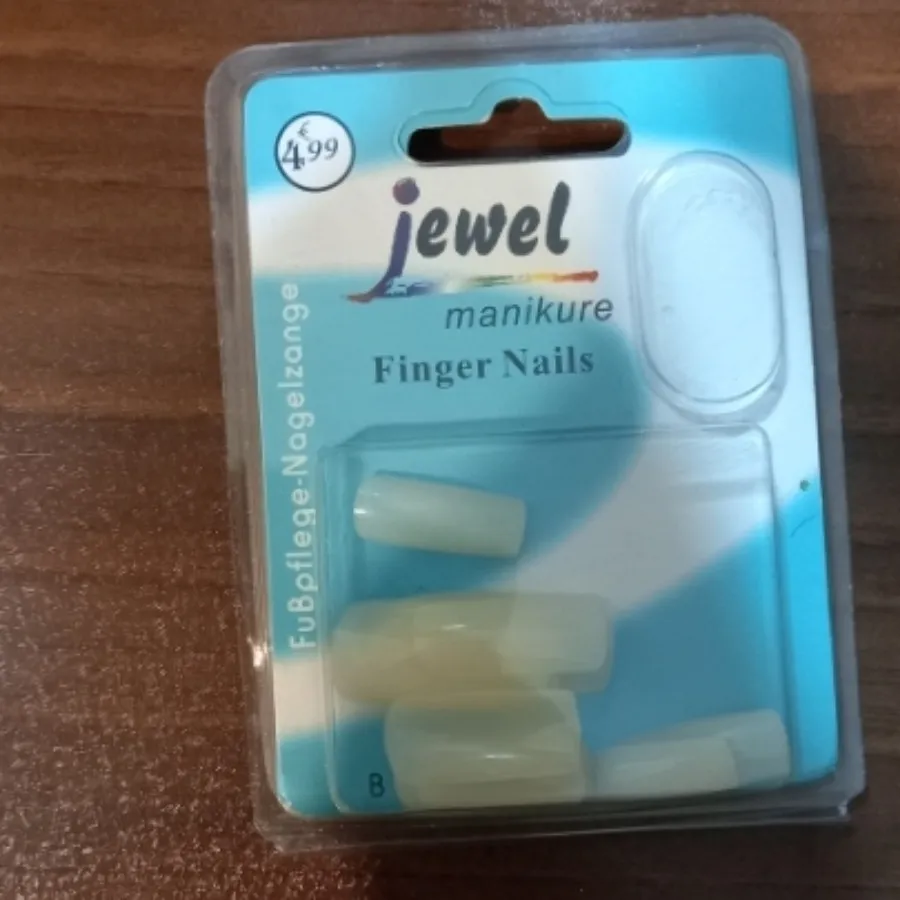 €
4,99
jewel
manikure
Finger Nails
Fußpflege-Nagelzange
B